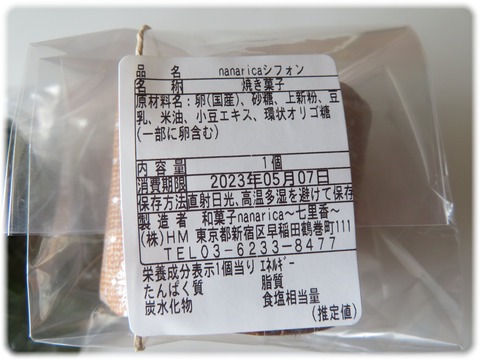 品 名 nanaricaシフォン
名称 焼き菓子
原材料名：卵(国産)、砂糖、上新粉、豆
乳、米油、小豆エキス、環状オリゴ糖
(一部に卵含む)
内 容 量 1個
消費期限 2023年05月07日
保存方法 直射日光、高温多湿を避けて保存
製 造 者 和菓子nanarica～七里香～
(株)HM 東京都新宿区早稲田鶴巻町111
TEL03-6233-8477
栄養成分表示1個当り ｴﾈﾙｷﾞｰ
たんぱく質 脂質
炭水化物 食塩相当量
(推定値)